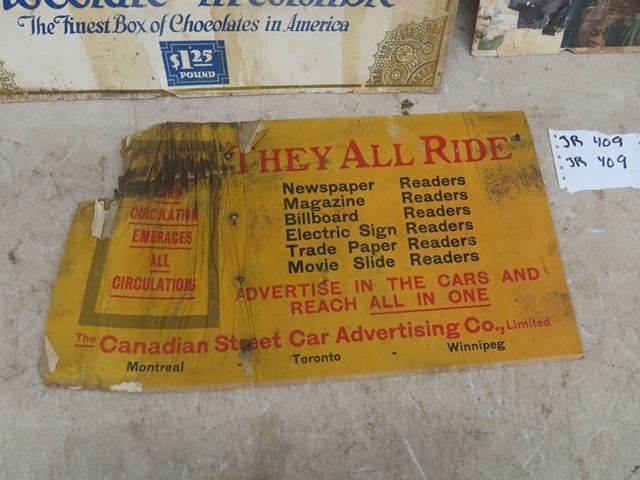 The Finest Box of Chocolates in America
$1.25
POUND
JR 409
JR 409
THEY ALL RIDE
Newspaper Readers
Magazine Readers
Billboard Readers
Electric Sign Readers
Trade Paper Readers
Movie Slide Readers
CIRCULATION
EMBRACES
ALL
CIRCULATIONS
ADVERTISE IN THE CARS AND
REACH ALL IN ONE
The Canadian Street Car Advertising Co., Limited
Montreal - Toronto - Winnipeg